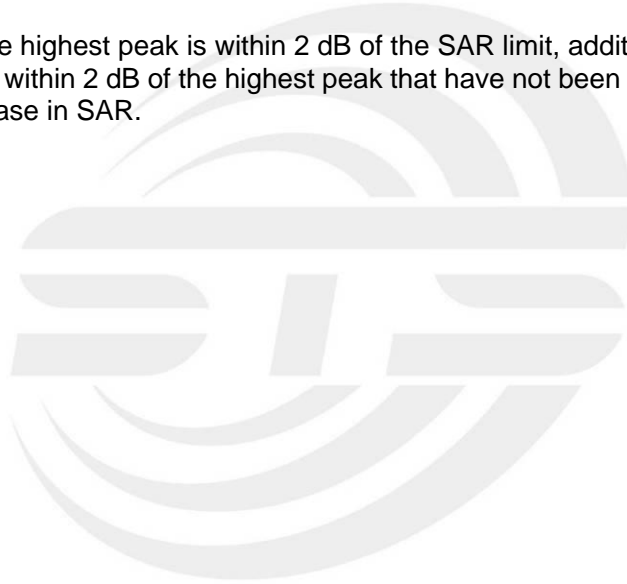 e highest peak is within 2 dB of the SAR limit, addit
within 2 dB of the highest peak that have not been
ase in SAR.
STS